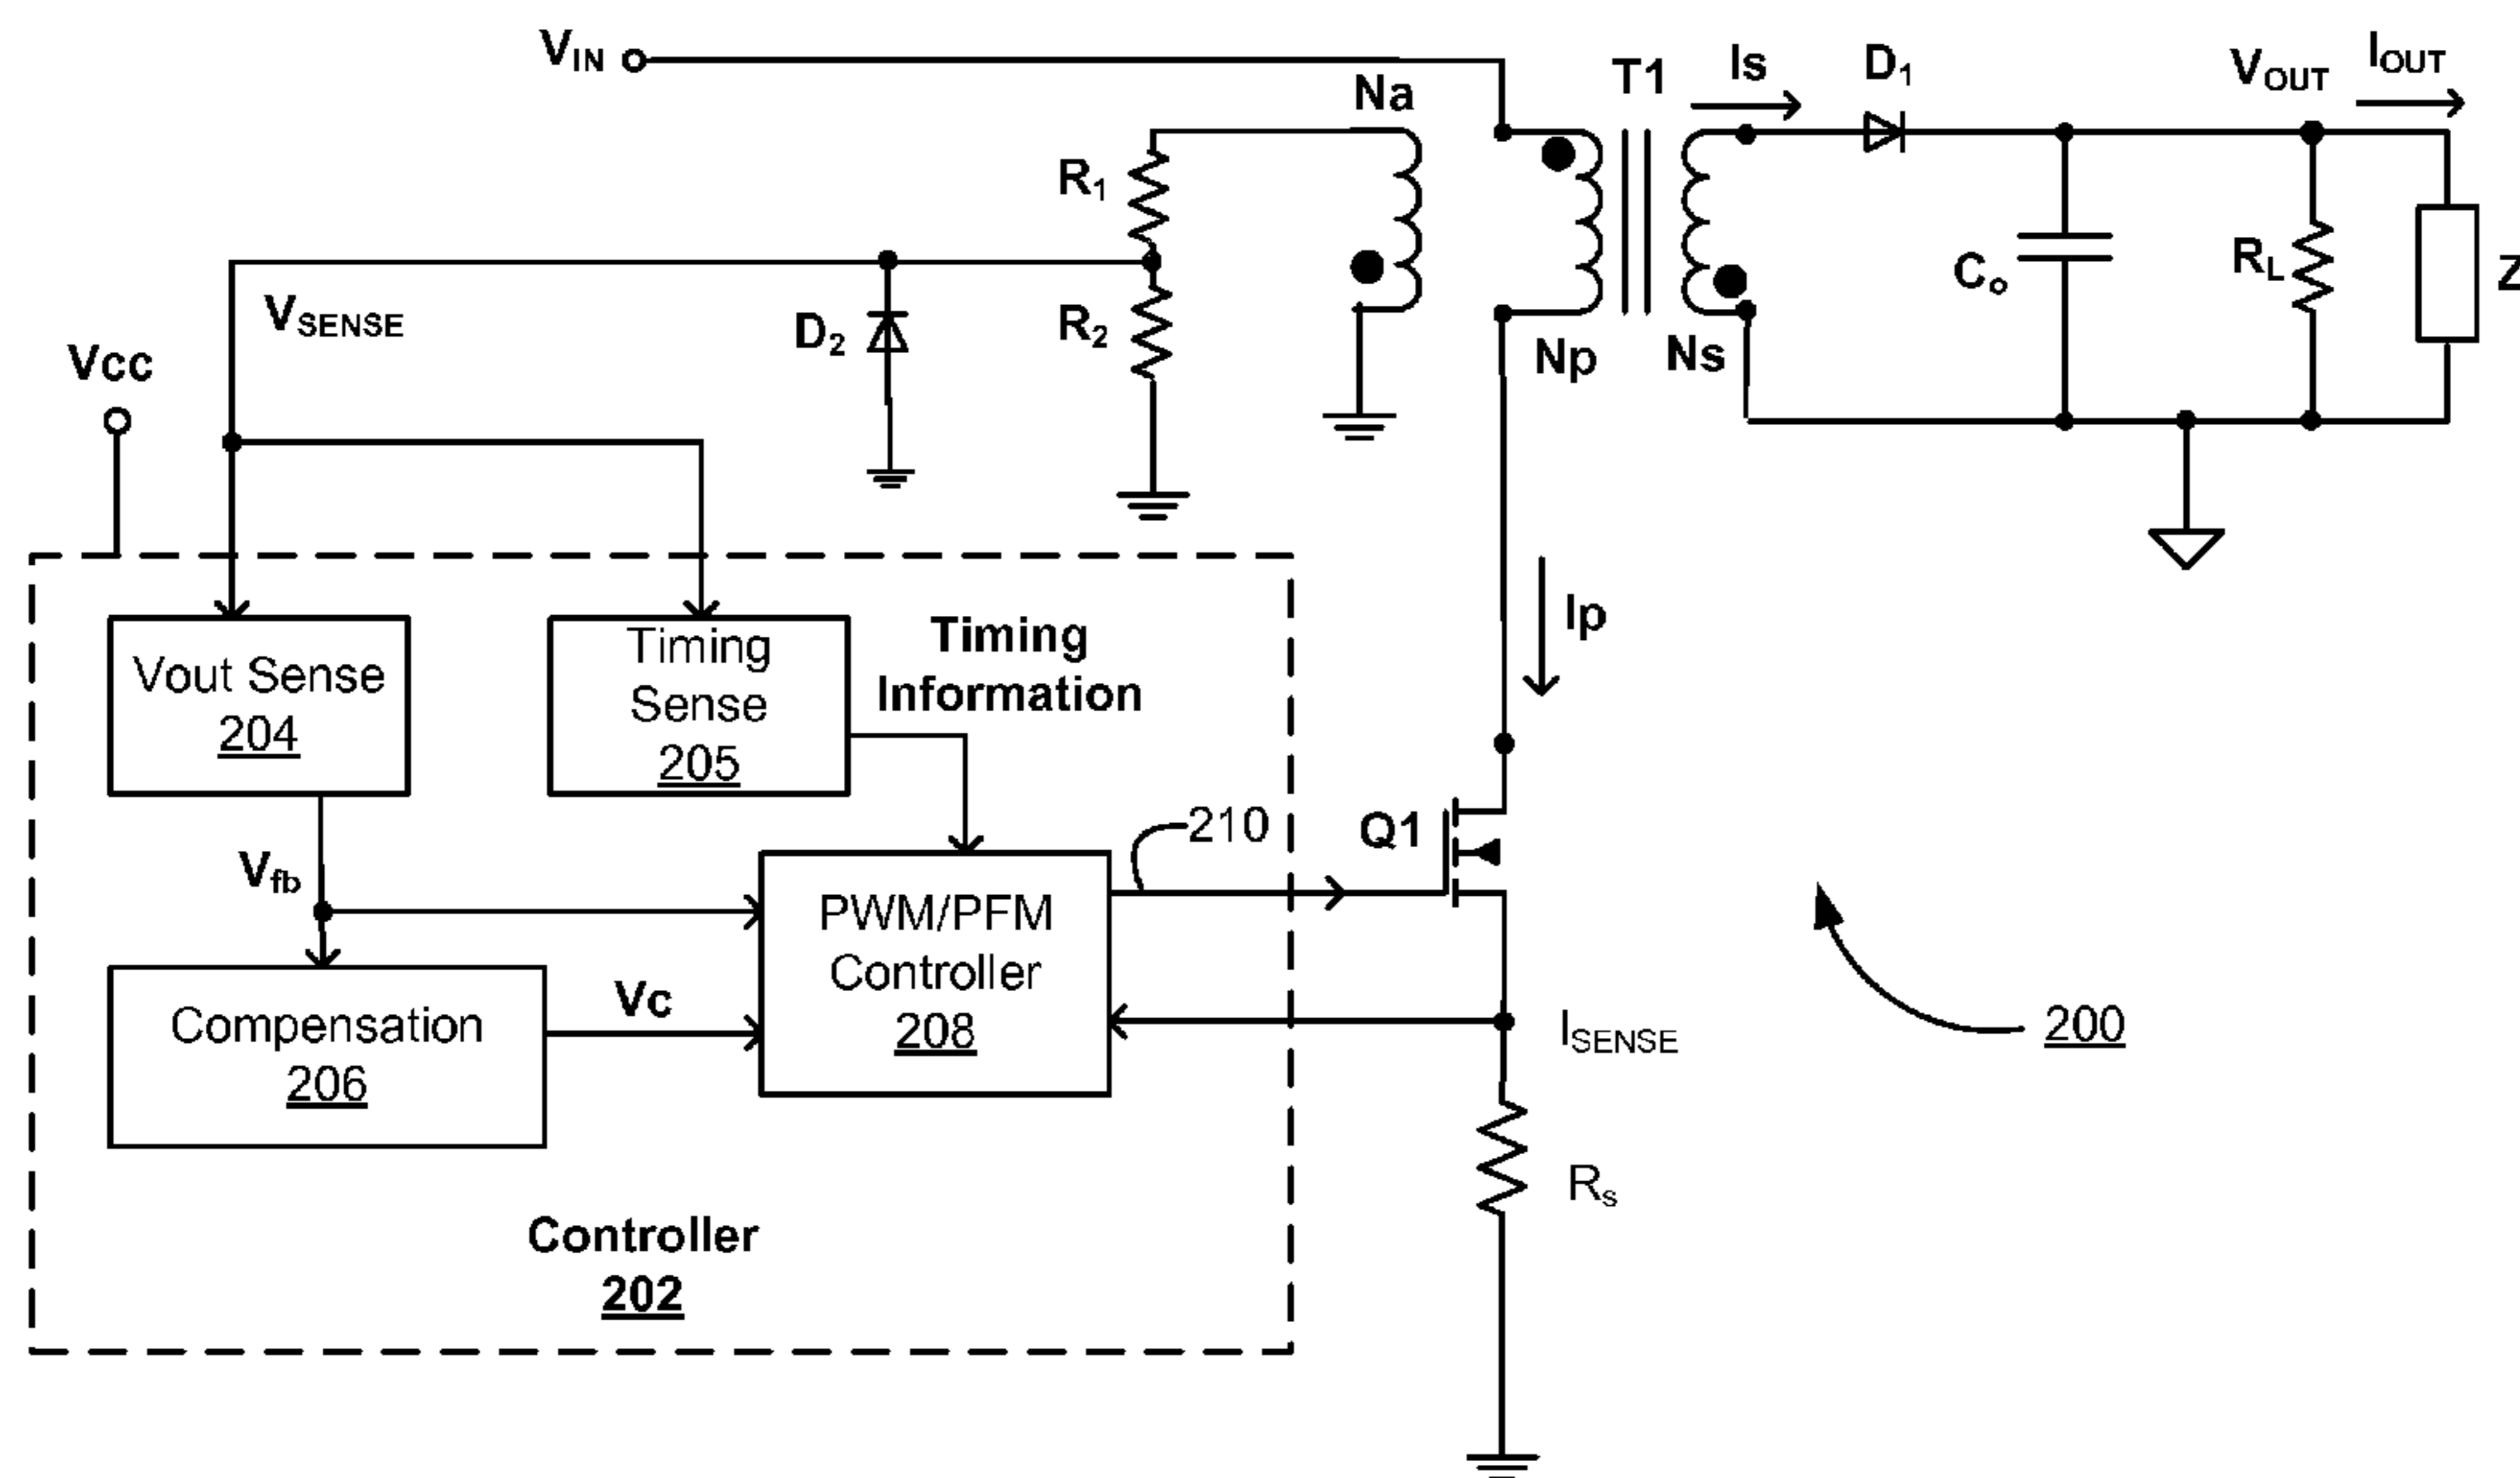 VIN
Na
T1
Is
D1
VOUT
IOUT
R1
VSENSE
D2
R2
Np
Ns
Co
RL
Z
Vcc
Ip
Vout Sense
204
Timing
Sense
205
Timing
Information
Vfb
210
Q1
PWM/PFM
Controller
208
Compensation
206
Vc
ISENSE
200
Rs
Controller
202